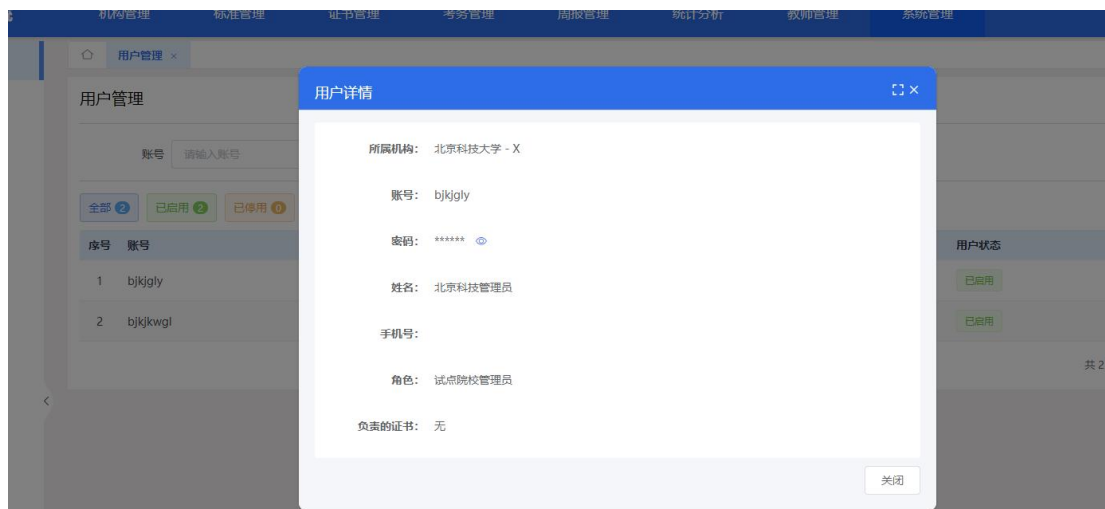 机构管理 标准管理 证书管理 考务管理 周报管理 统计分析 教师管理 系统管理
用户管理 ×
用户管理
用户详情
账号 请输入账号
全部 2 已启用 2 已停用 0
序号 账号 用户状态
1 bjkjgly 已启用
2 bjkjkwgl 已启用
共 2
所属机构: 北京科技大学 - X
账号: bjkjgly
密码: ******
姓名: 北京科技管理员
手机号:
角色: 试点院校管理员
负责的证书: 无
关闭